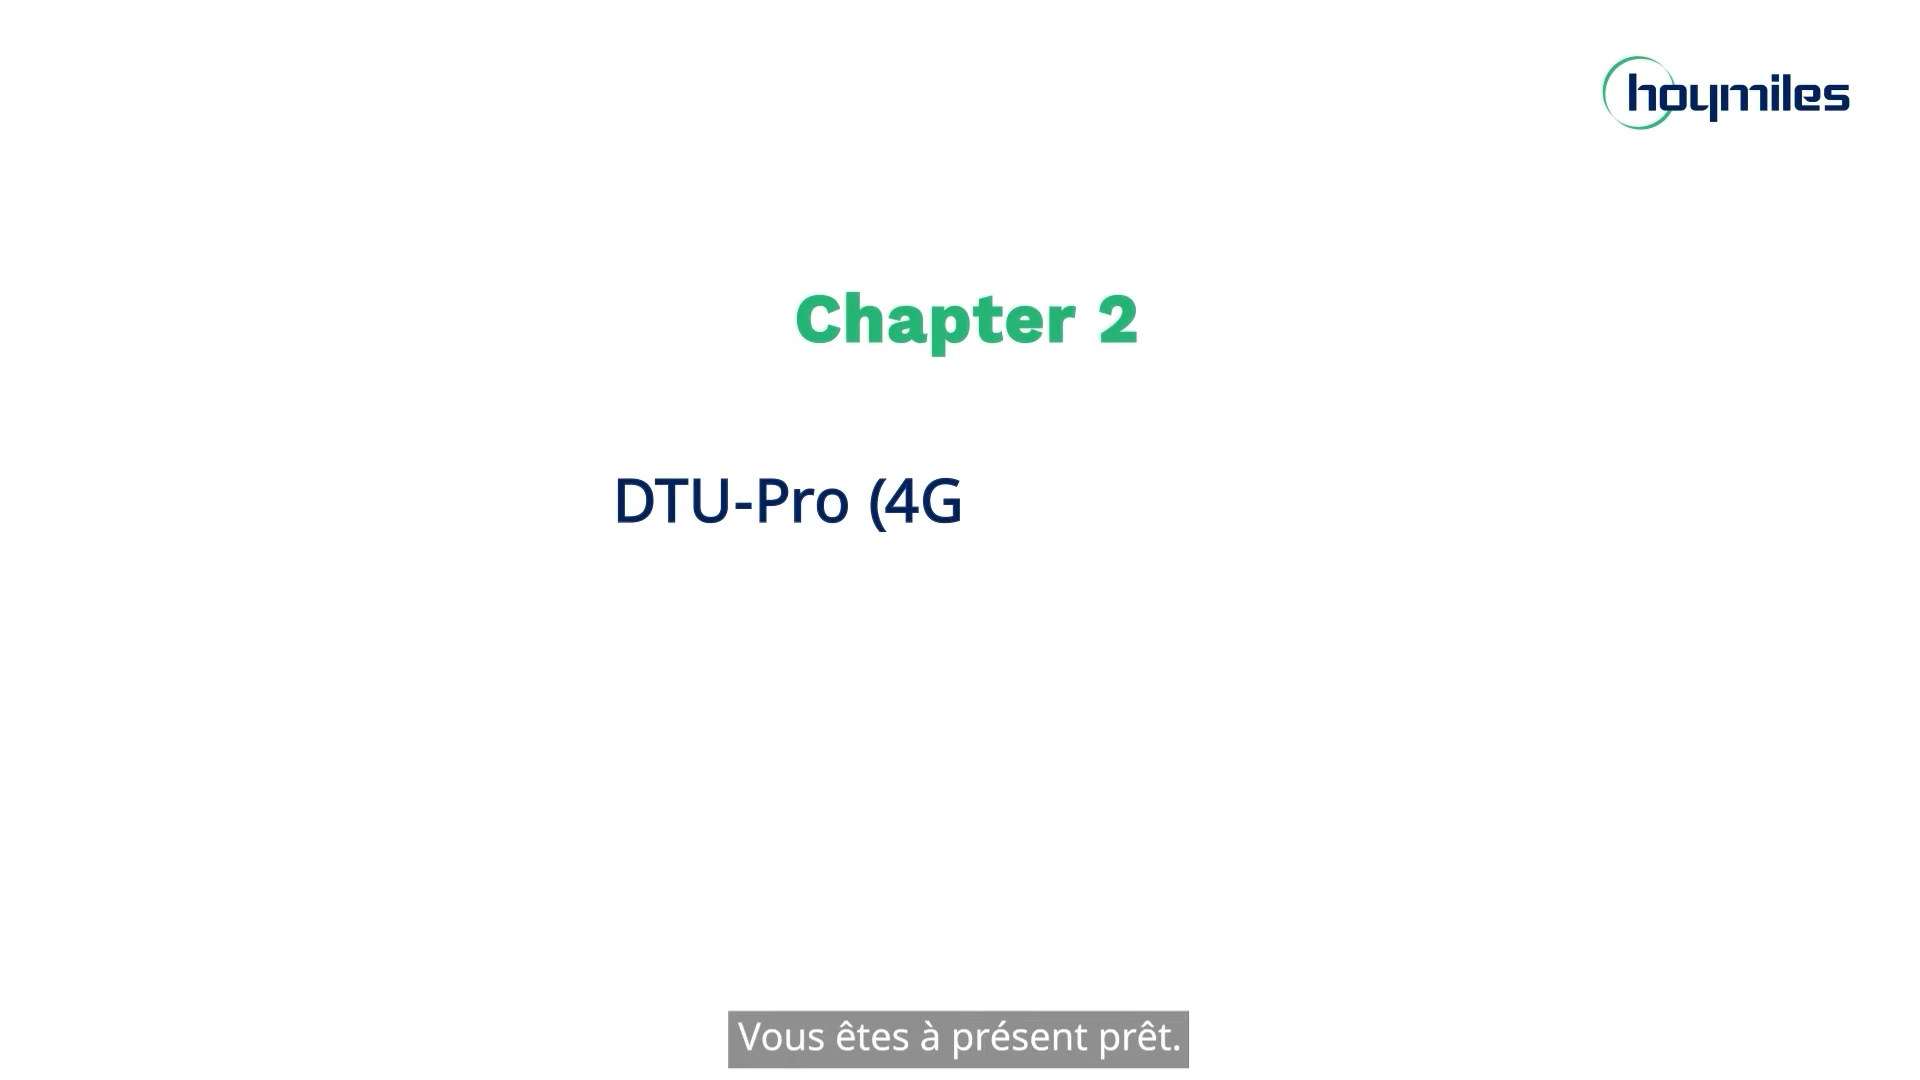 hoymiles
Chapter 2
DTU-Pro (4G
Vous êtes à présent prêt.